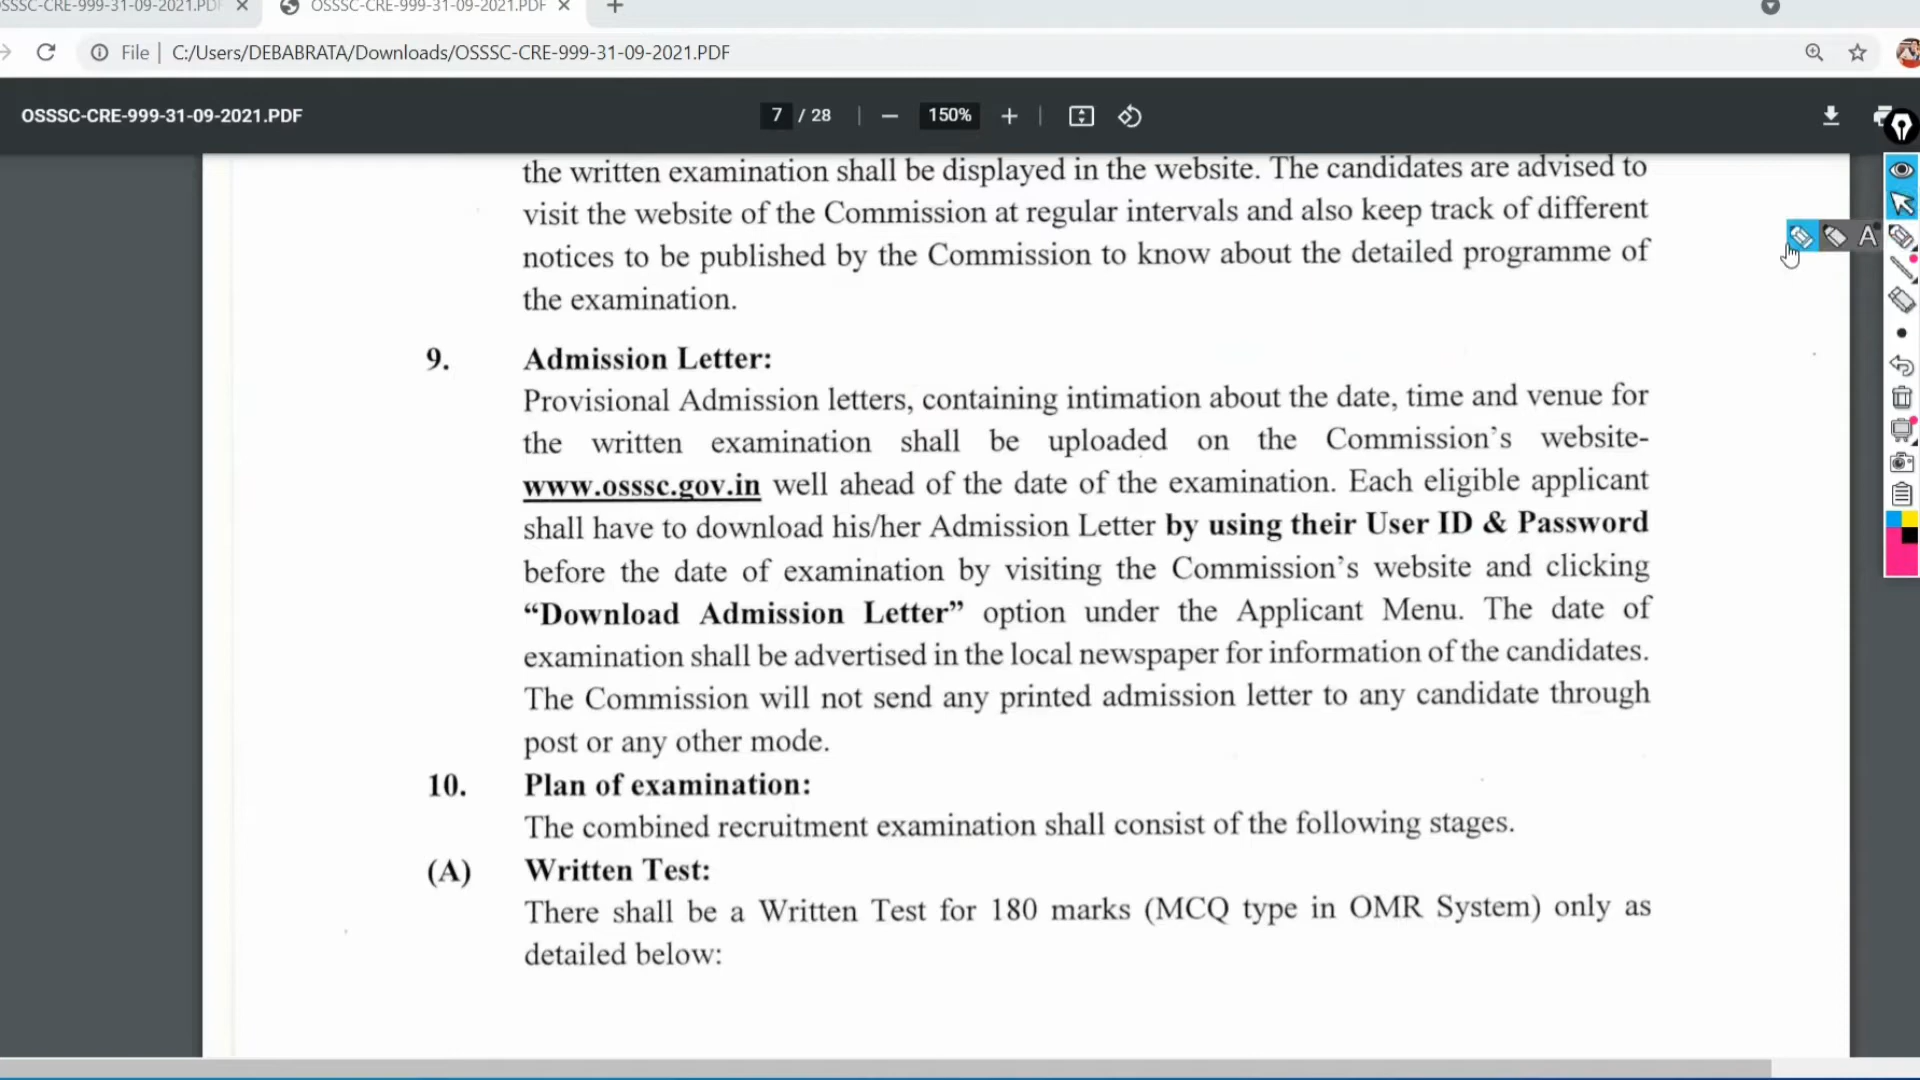 SSSC-CRE-999-31-09-2021.PDF
OSSSC-CRE-999-31-09-2021.PDF
File | C:/Users/DEBABRATA/Downloads/OSSSC-CRE-999-31-09-2021.PDF
OSSSC-CRE-999-31-09-2021.PDF 7 / 28 150%
the written examination shall be displayed in the website. The candidates are advised to
visit the website of the Commission at regular intervals and also keep track of different
notices to be published by the Commission to know about the detailed programme of
the examination.
9. Admission Letter:
Provisional Admission letters, containing intimation about the date, time and venue for
the written examination shall be uploaded on the Commission's website-
www.osssc.gov.in well ahead of the date of the examination. Each eligible applicant
shall have to download his/her Admission Letter by using their User ID & Password
before the date of examination by visiting the Commission's website and clicking
“Download Admission Letter” option under the Applicant Menu. The date of
examination shall be advertised in the local newspaper for information of the candidates.
The Commission will not send any printed admission letter to any candidate through
post or any other mode.
10. Plan of examination:
The combined recruitment examination shall consist of the following stages.
(A) Written Test:
There shall be a Written Test for 180 marks (MCQ type in OMR System) only as
detailed below:
A